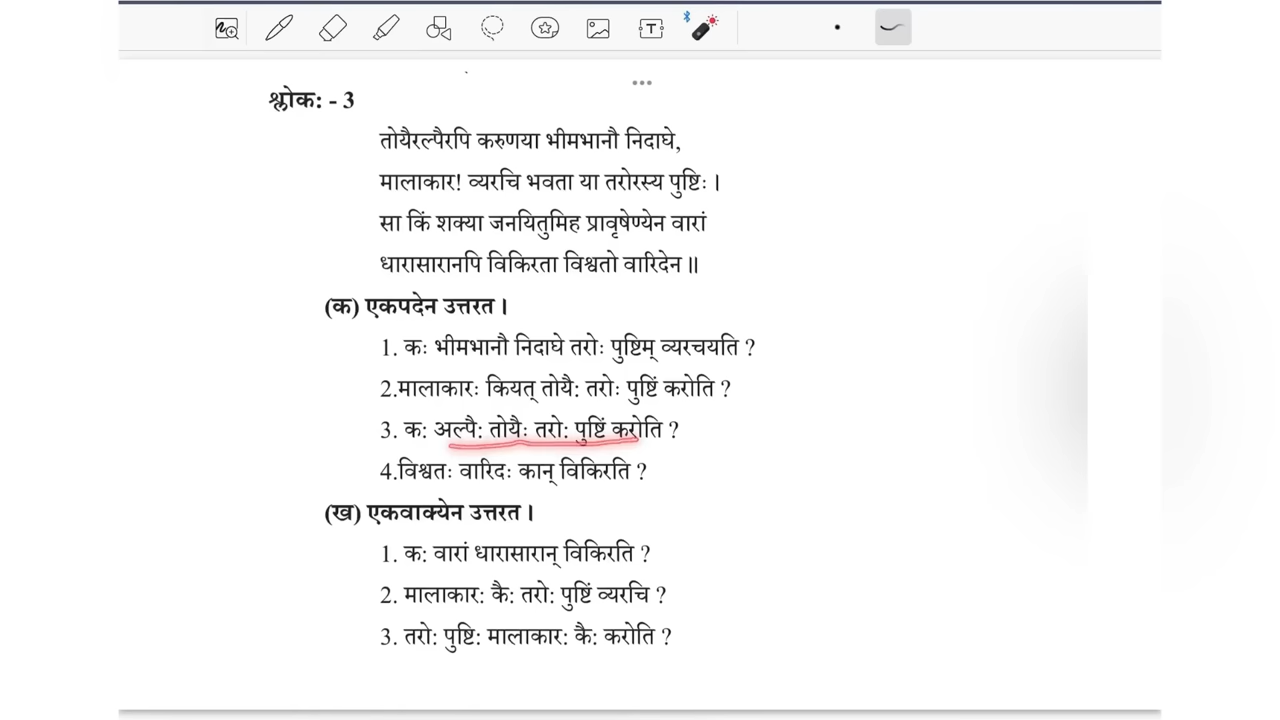 श्लोक: - 3
तोयैरल्पैरपि करुणया भीमभानौ निदाघे,
मालाकार! व्यरचि भवता या तरोरस्य पुष्टिः ।
सा किं शक्या जनयितुमिह प्रावृषेण्येन वारां
धारासारानपि विकिरता विश्वतो वारिदेन ॥
(क) एकपदेन उत्तरत ।
1. कः भीमभानौ निदाघे तरोः पुष्टिम् व्यरचयति ?
2.मालाकारः कियत् तोयै: तरोः पुष्टिं करोति ?
3. क: अल्पै: तोयैः तरो: पुष्टिं करोति ?
4.विश्वतः वारिदः कान् विकिरति ?
(ख) एकवाक्येन उत्तरत ।
1. क: वारां धारासारान् विकिरति ?
2. मालाकार: कै: तरो: पुष्टिं व्यरचि ?
3. तरो: पुष्टि: मालाकार: कै: करोति ?